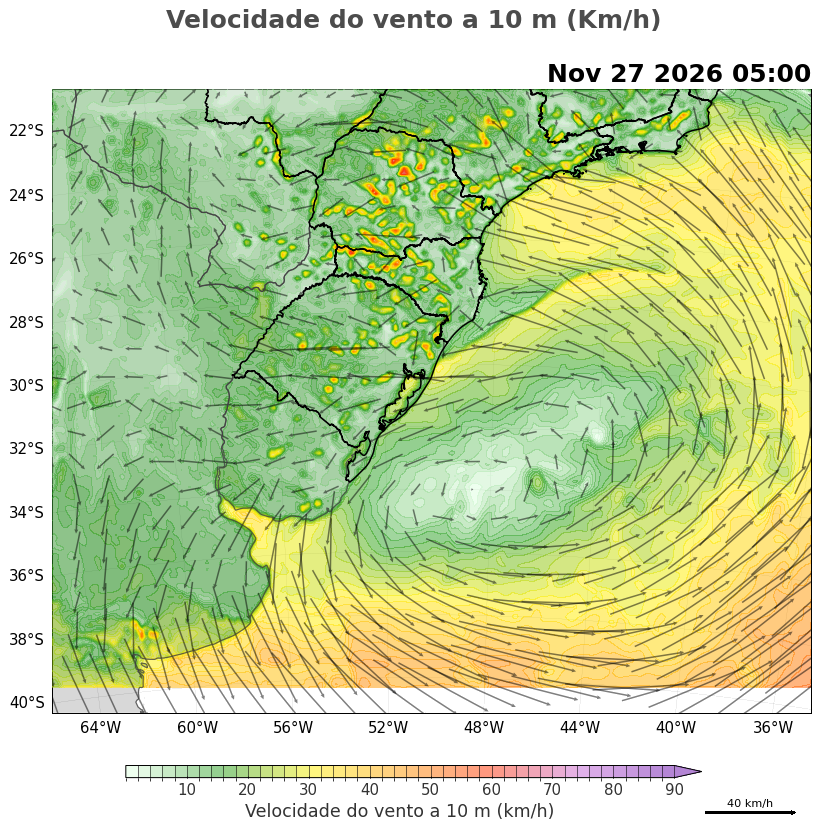 Velocidade do vento a 10 m (Km/h)
Nov 27 2026 05:00
22°S
24°S
26°S
28°S
30°S
32°S
34°S
36°S
38°S
40°S
64°W 60°W 56°W 52°W 48°W 44°W 40°W 36°W
10 20 30 40 50 60 70 80 90
Velocidade do vento a 10 m (km/h)
40 km/h